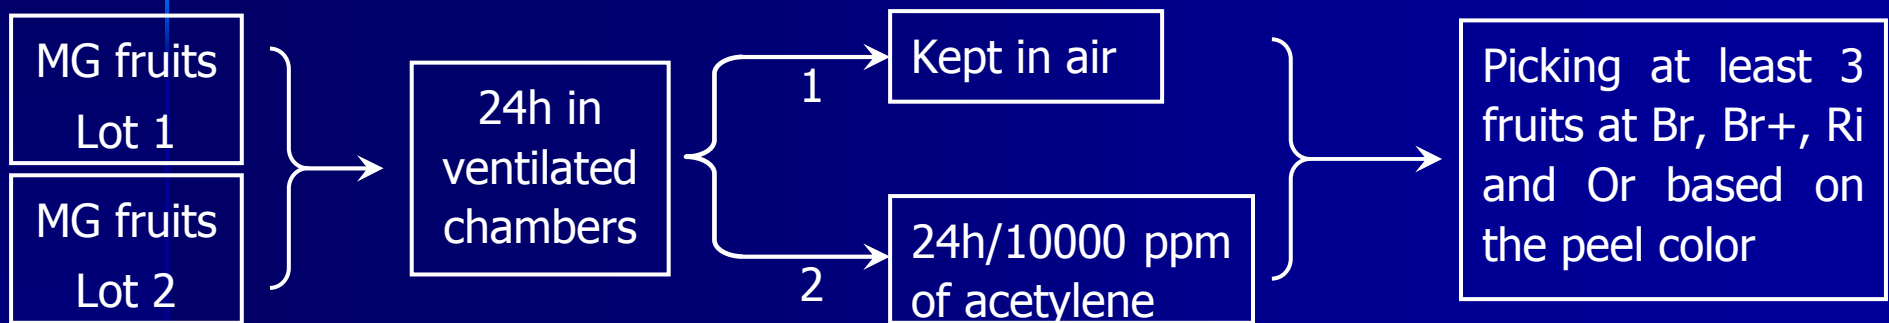 MG fruits
Lot 1
MG fruits
Lot 2
24h in
ventilated
chambers
1
Kept in air
2
24h/10000 ppm
of acetylene
Picking at least 3
fruits at Br, Br+, Ri
and Or based on
the peel color